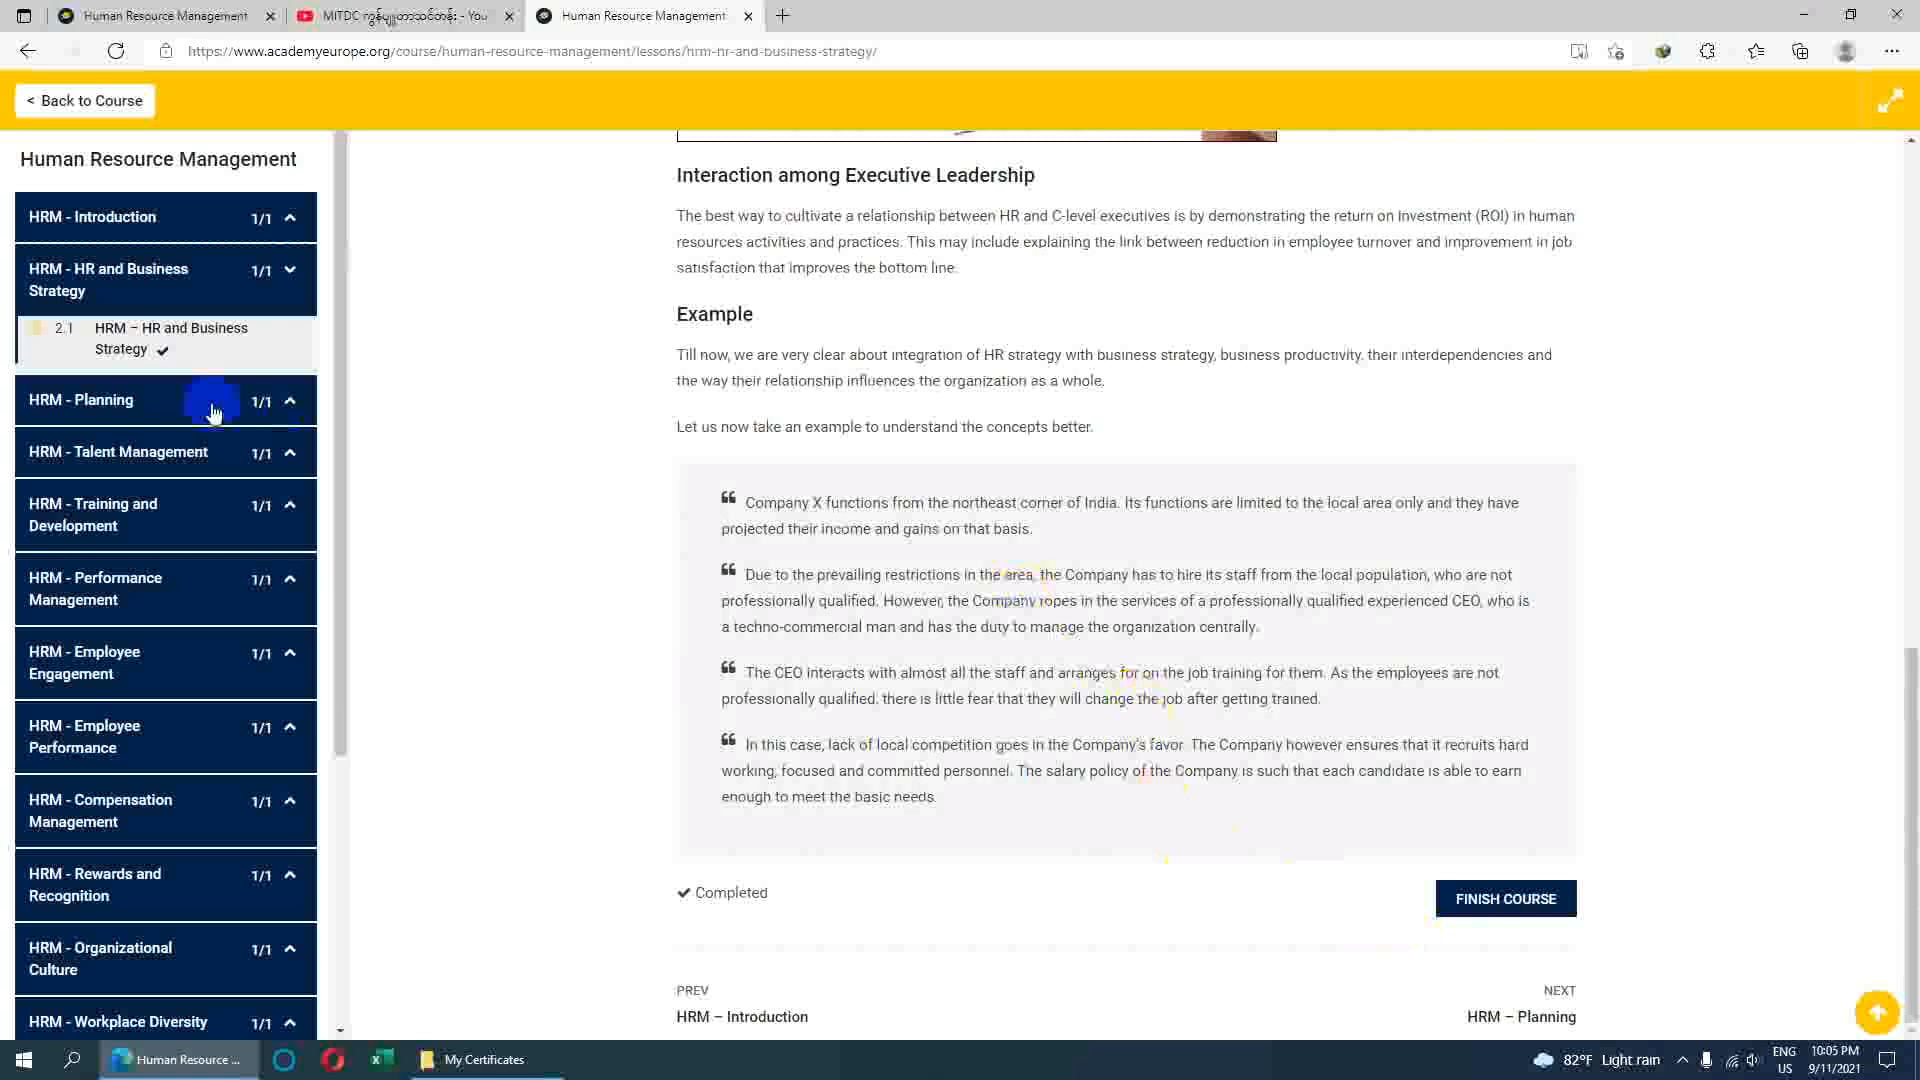 Human Resource Management
MITDC ကွန်ပျူတာသင်တန်း - You
Human Resource Management
https://www.academyeurope.org/course/human-resource-management/lessons/hrm-hr-and-business-strategy/
< Back to Course
Human Resource Management
HRM - Introduction 1/1
HRM - HR and Business Strategy 1/1
2.1 HRM – HR and Business
Strategy
HRM - Planning 1/1
HRM - Talent Management 1/1
HRM - Training and
Development 1/1
HRM - Performance
Management 1/1
HRM - Employee
Engagement 1/1
HRM - Employee
Performance 1/1
HRM - Compensation
Management 1/1
HRM - Rewards and
Recognition 1/1
HRM - Organizational
Culture 1/1
HRM - Workplace Diversity 1/1
Interaction among Executive Leadership
The best way to cultivate a relationship between HR and C-level executives is by demonstrating the return on Investment (ROI) in human
resources activities and practices. This may include explaining the link between reduction in employee turnover and improvement in job
satisfaction that improves the bottom line.
Example
Till now, we are very clear about integration of HR strategy with business strategy, business productivity, their interdependencies and
the way their relationship influences the organization as a whole.
Let us now take an example to understand the concepts better.
Company X functions from the northeast corner of India. Its functions are limited to the local area only and they have
projected their income and gains on that basis.
Due to the prevailing restrictions in the area, the Company has to hire its staff from the local population, who are not
professionally qualified. However, the Company ropes in the services of a professionally qualified experienced CEO, who is
a techno-commercial man and has the duty to manage the organization centrally.
The CEO interacts with almost all the staff and arranges for on the job training for them. As the employees are not
professionally qualified, there is little fear that they will change the job after getting trained.
In this case, lack of local competition goes in the Company's favor. The Company however ensures that it recruits hard
working, focused and committed personnel. The salary policy of the Company is such that each candidate is able to earn
enough to meet the basic needs.
Completed
FINISH COURSE
PREV
NEXT
HRM – Introduction
HRM – Planning
Human Resource ...
My Certificates
82°F Light rain
ENG
US
10:05 PM
9/11/2021